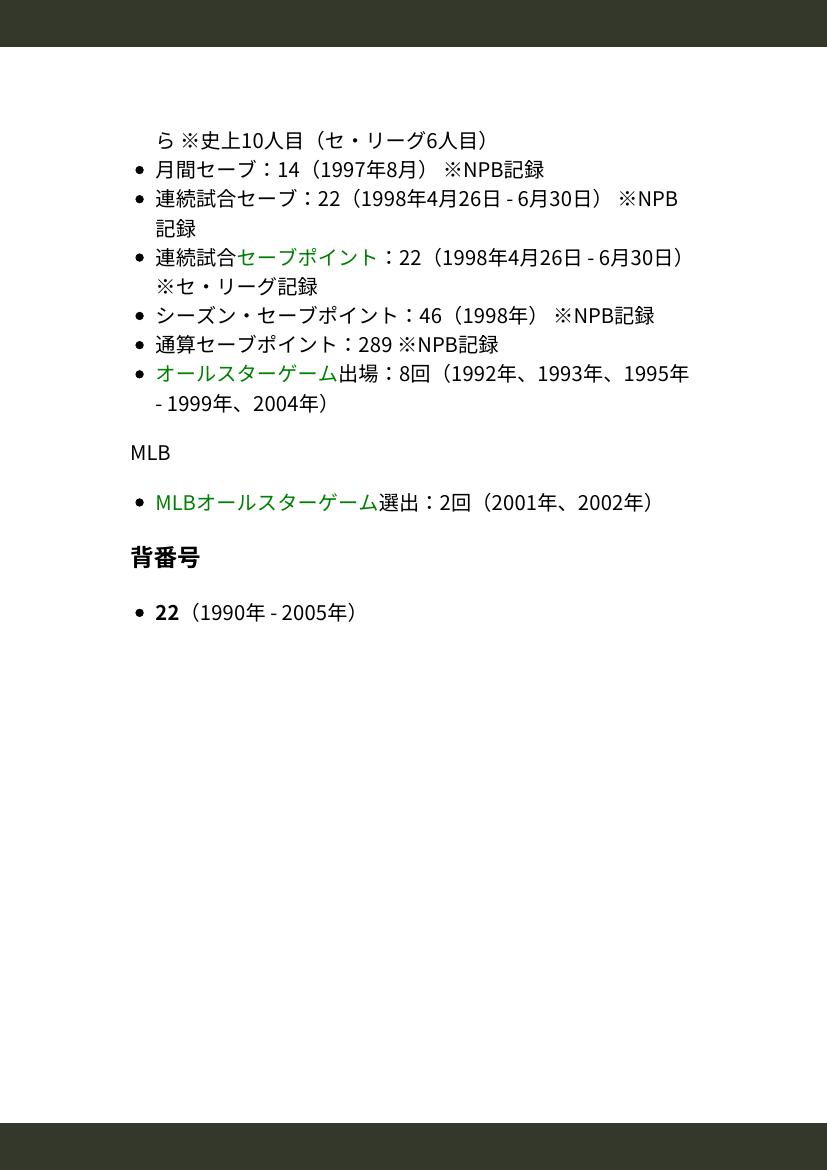 ら ※史上10人目（セ・リーグ6人目）
● 月間セーブ：14（1997年8月） ※NPB記録
● 連続試合セーブ：22（1998年4月26日 - 6月30日） ※NPB
記録
● 連続試合セーブポイント：22（1998年4月26日 - 6月30日）
※セ・リーグ記録
● シーズン・セーブポイント：46（1998年） ※NPB記録
● 通算セーブポイント：289 ※NPB記録
● オールスターゲーム出場：8回（1992年、1993年、1995年
- 1999年、2004年）
MLB
● MLBオールスターゲーム選出：2回（2001年、2002年）
背番号
● 22（1990年 - 2005年）